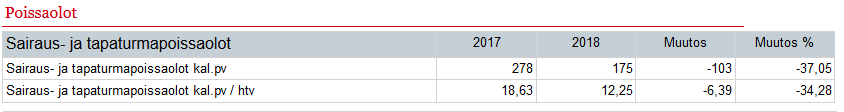 Poissaolot
Sairaus- ja tapaturmapoissaolot 2017 2018 Muutos Muutos %
Sairaus- ja tapaturmapoissaolot kal.pv 278 175 -103 -37,05
Sairaus- ja tapaturmapoissaolot kal.pv / htv 18,63 12,25 -6,39 -34,28